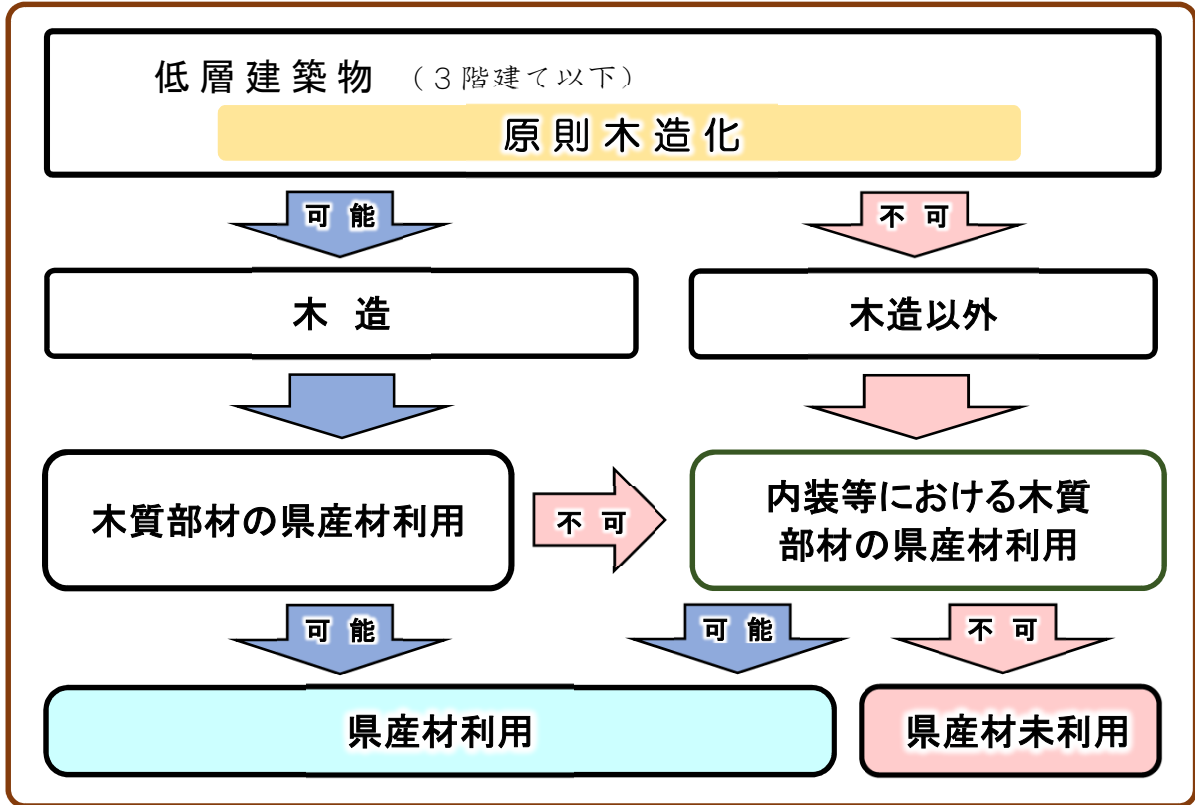 低層建築物 （３階建て以下）
原則木造化
可能
不可
木造
木造以外
木質部材の県産材利用
不可
内装等における木質
部材の県産材利用
可能
可能
不可
県産材利用
県産材未利用